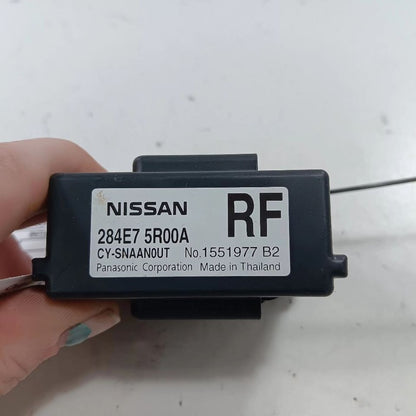 NISSAN RF
284E7 5R00A
CY-SNAAN0UT No.1551977 B2
Panasonic Corporation Made in Thailand